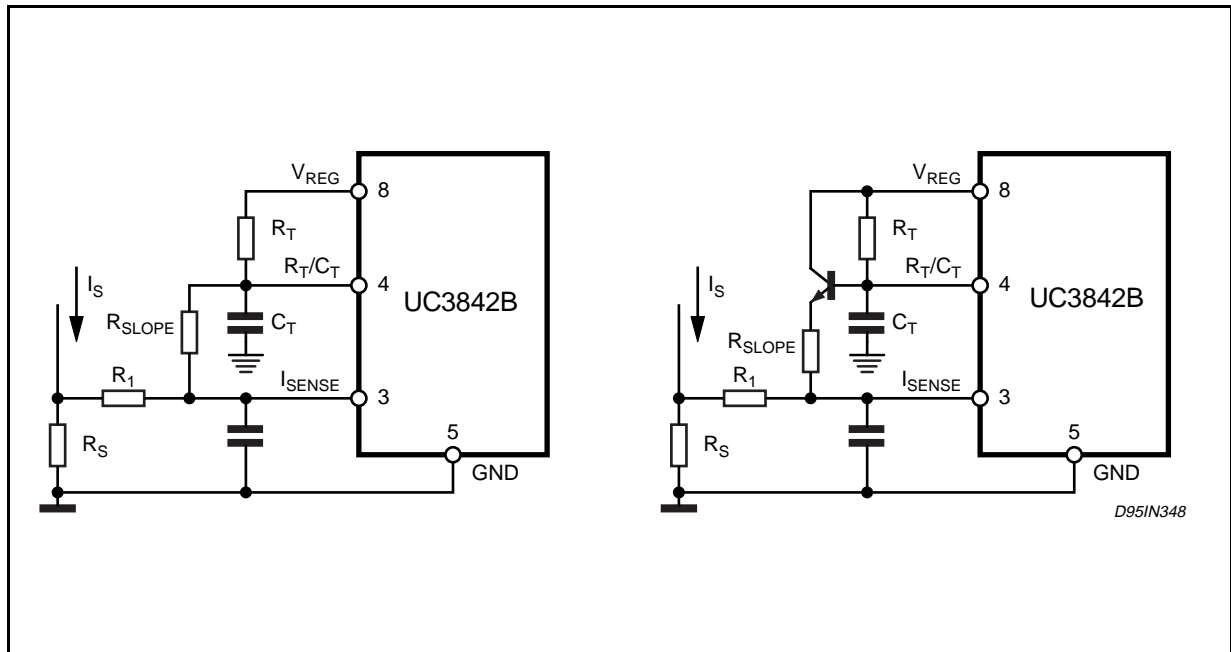 V_REG
8
R_T
R_T/C_T
4
I_S
UC3842B
R_SLOPE
C_T
R_1
I_SENSE
3
R_S
5
GND
V_REG
8
R_T
R_T/C_T
4
I_S
UC3842B
C_T
R_SLOPE
R_1
I_SENSE
3
R_S
5
GND
D95IN348